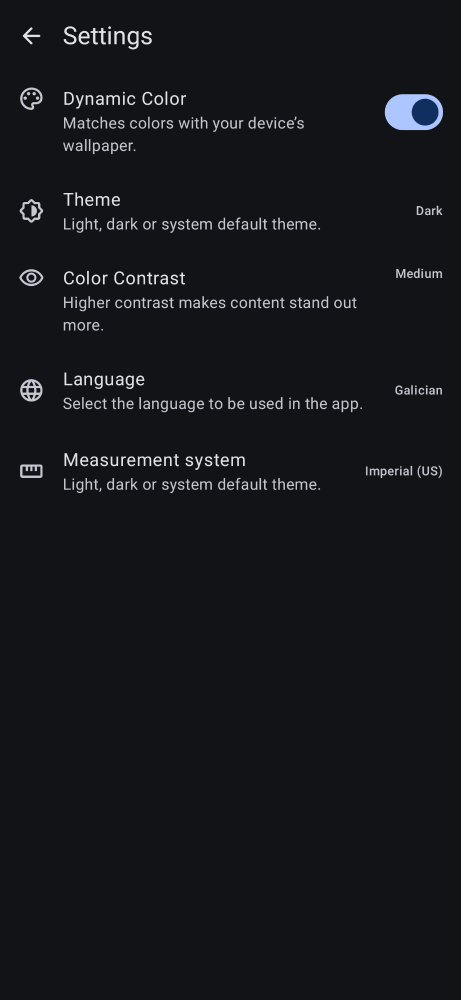 Settings
Dynamic Color
Matches colors with your device’s
wallpaper.
Theme
Light, dark or system default theme.
Dark
Color Contrast
Higher contrast makes content stand out
more.
Medium
Language
Select the language to be used in the app.
Galician
Measurement system
Light, dark or system default theme.
Imperial (US)